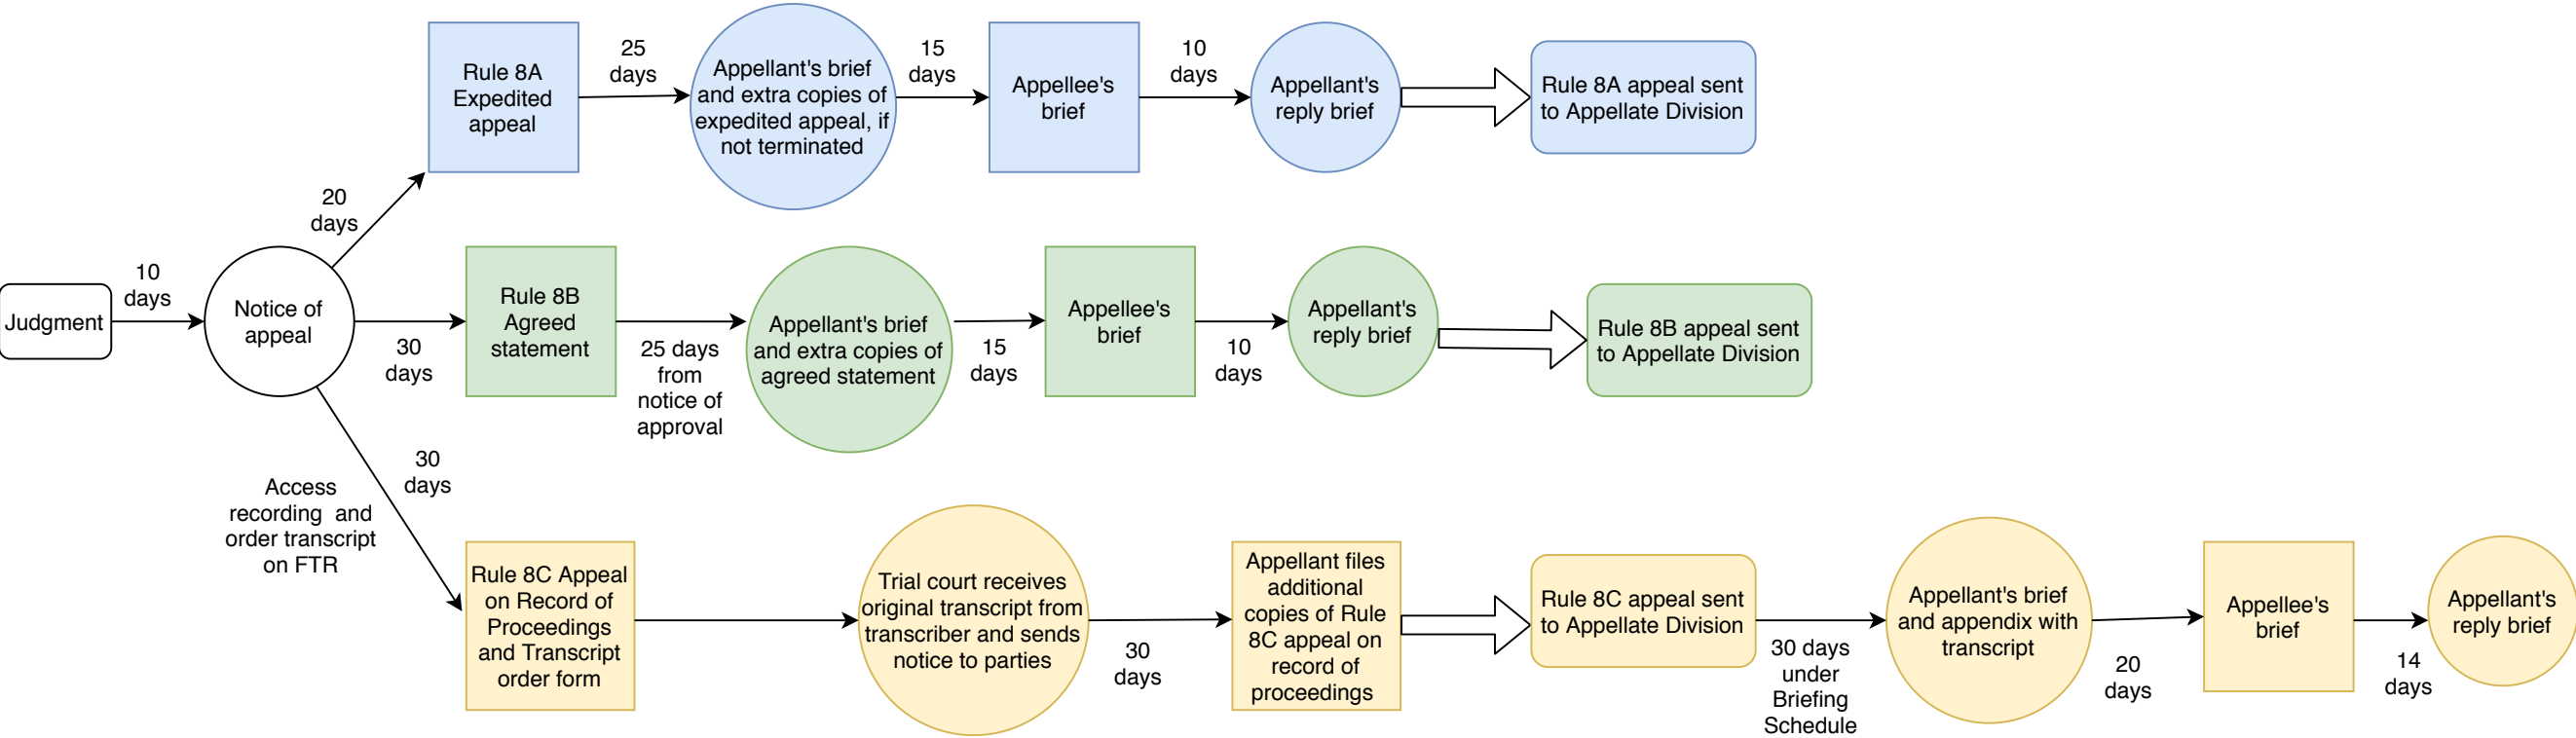 Judgment
10
days
Notice of
appeal
20
days
Rule 8A
Expedited
appeal
25
days
Appellant's brief
and extra copies of
expedited appeal, if
not terminated
15
days
Appellee's
brief
10
days
Appellant's
reply brief
Rule 8A appeal sent
to Appellate Division
30
days
Rule 8B
Agreed
statement
25 days
from
notice of
approval
Appellant's brief
and extra copies of
agreed statement
15
days
Appellee's
brief
10
days
Appellant's
reply brief
Rule 8B appeal sent
to Appellate Division
30
days
Access
recording and
order transcript
on FTR
Rule 8C Appeal
on Record of
Proceedings
and Transcript
order form
Trial court receives
original transcript from
transcriber and sends
notice to parties
30
days
Appellant files
additional
copies of Rule
8C appeal on
record of
proceedings
Rule 8C appeal sent
to Appellate Division
30 days
under
Briefing
Schedule
Appellant's brief
and appendix with
transcript
20
days
Appellee's
brief
14
days
Appellant's
reply brief